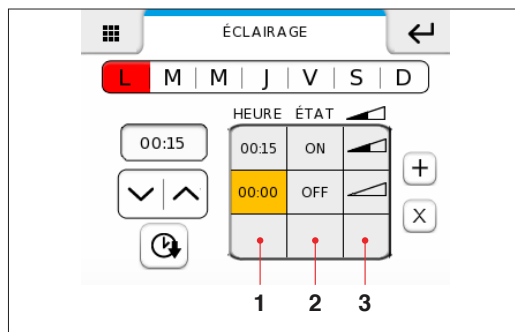 ÉCLAIRAGE
L M M J V S D
HEURE ÉTAT
00:15 00:15 ON
00:00 OFF
+
X
1 2 3